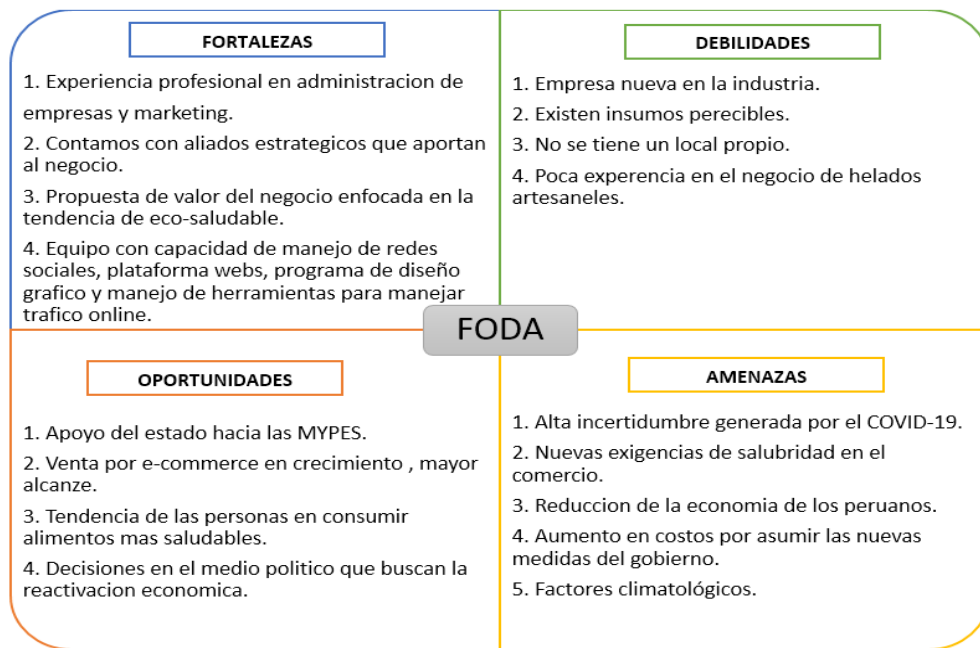 FORTALEZAS
1. Experiencia profesional en administracion de
empresas y marketing.
2. Contamos con aliados estrategicos que aportan
al negocio.
3. Propuesta de valor del negocio enfocada en la
tendencia de eco-saludable.
4. Equipo con capacidad de manejo de redes
sociales, plataforma webs, programa de diseño
grafico y manejo de herramientas para manejar
trafico online.
DEBILIDADES
1. Empresa nueva en la industria.
2. Existen insumos perecibles.
3. No se tiene un local propio.
4. Poca experencia en el negocio de helados
artesaneles.
FODA
OPORTUNIDADES
1. Apoyo del estado hacia las MYPES.
2. Venta por e-commerce en crecimiento , mayor
alcanze.
3. Tendencia de las personas en consumir
alimentos mas saludables.
4. Decisiones en el medio politico que buscan la
reactivacion economica.
AMENAZAS
1. Alta incertidumbre generada por el COVID-19.
2. Nuevas exigencias de salubridad en el
comercio.
3. Reduccion de la economia de los peruanos.
4. Aumento en costos por asumir las nuevas
medidas del gobierno.
5. Factores climatológicos.